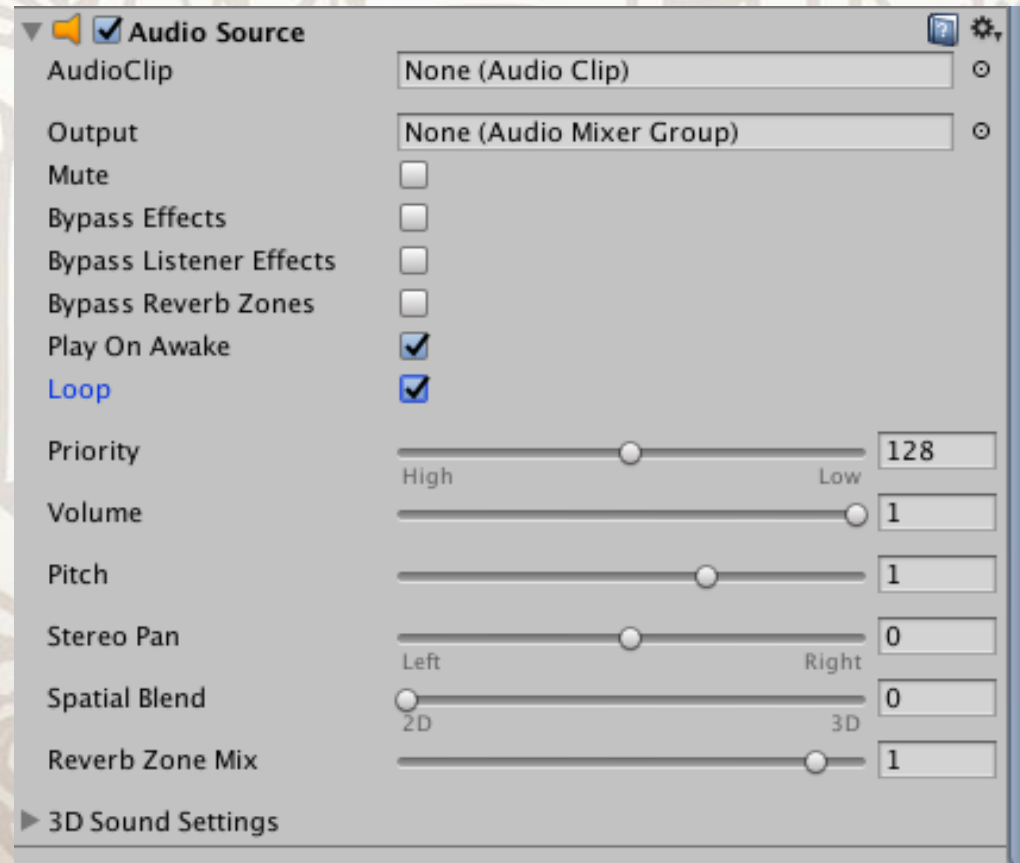 Audio Source
AudioClip None (Audio Clip)
Output None (Audio Mixer Group)
Mute
Bypass Effects
Bypass Listener Effects
Bypass Reverb Zones
Play On Awake
Loop
Priority 128
High Low
Volume 1
Pitch 1
Stereo Pan 0
Left Right
Spatial Blend 0
2D 3D
Reverb Zone Mix 1
3D Sound Settings